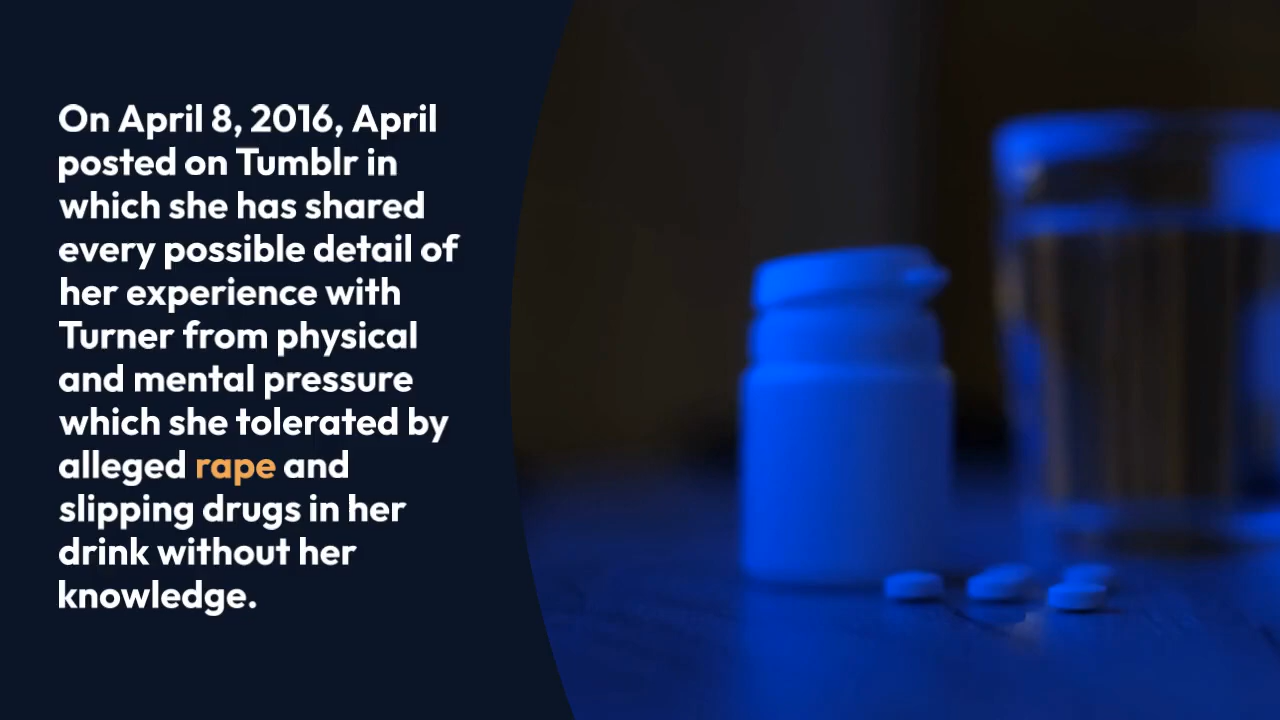 On April 8, 2016, April
posted on Tumblr in
which she has shared
every possible detail of
her experience with
Turner from physical
and mental pressure
which she tolerated by
alleged rape and
slipping drugs in her
drink without her
knowledge.